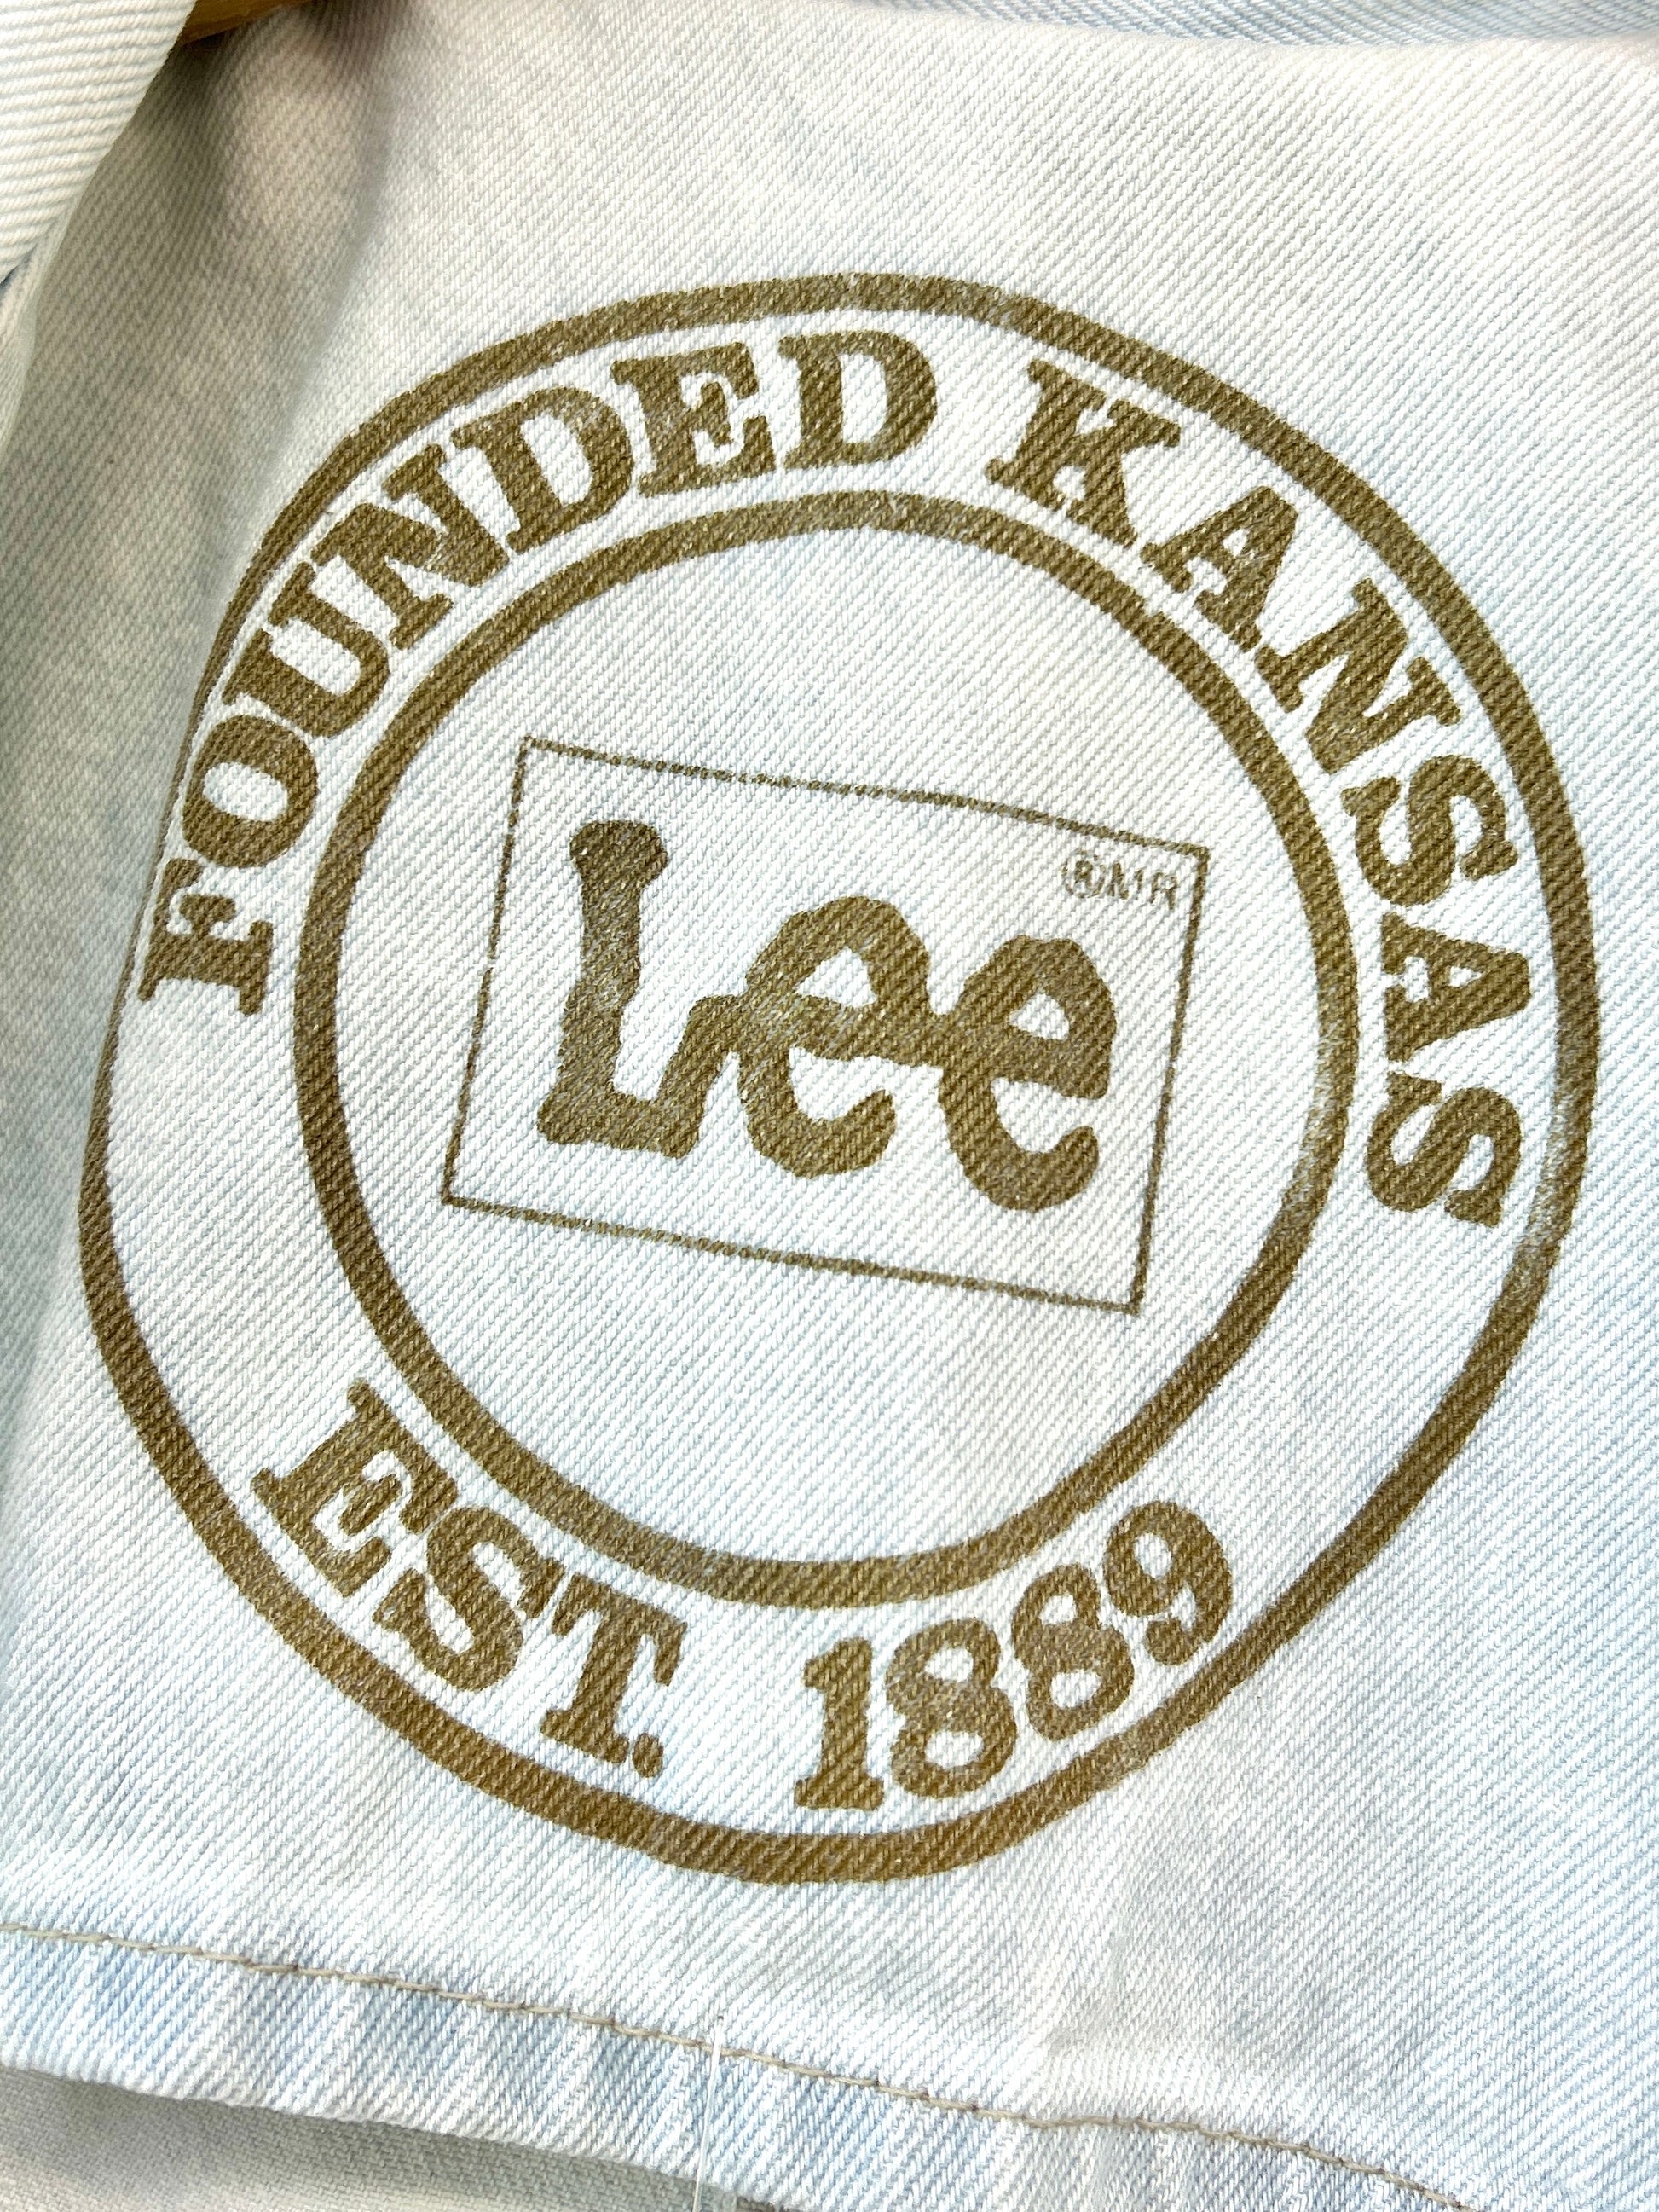 FOUNDED KANSAS
Lee
EST. 1889